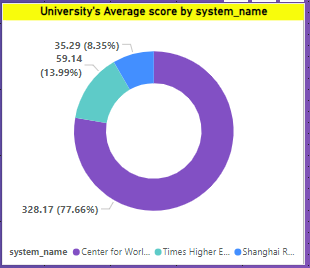 University's Average score by system_name
35.29 (8.35%)
59.14
(13.99%)
328.17 (77.66%)
system_name Center for Worl... Times Higher E... Shanghai R...